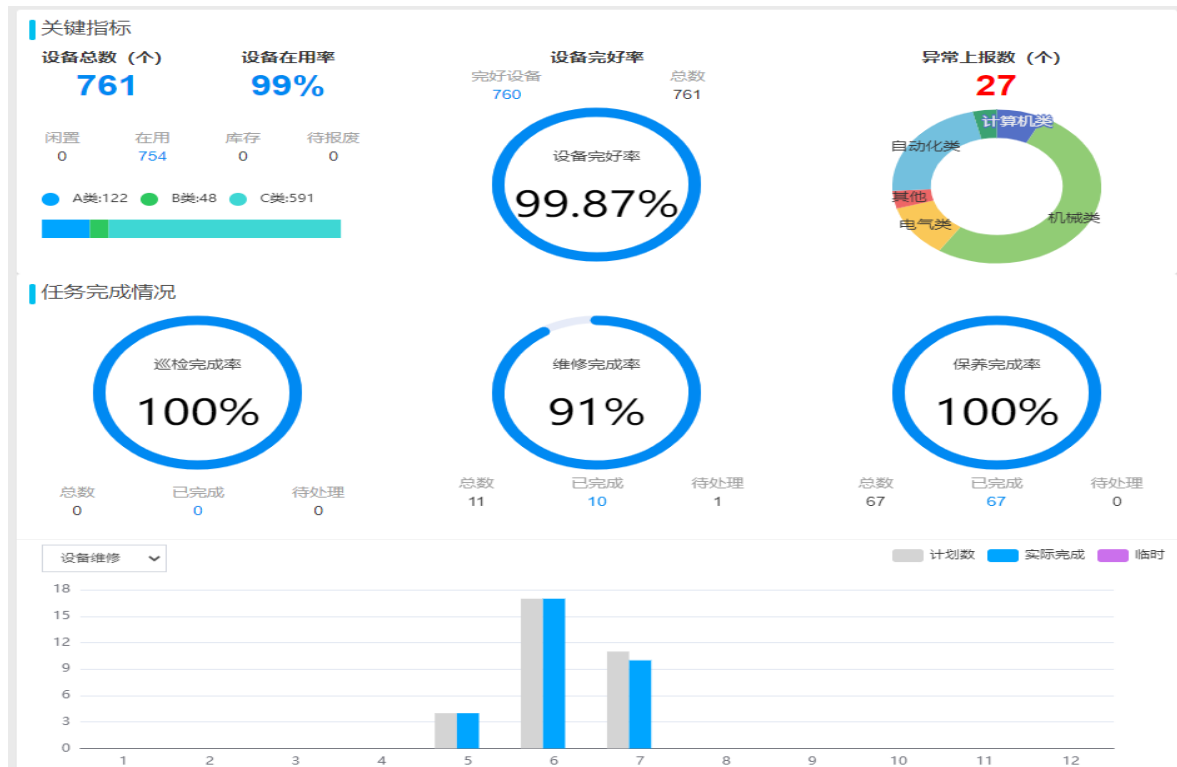 关键指标
设备总数（个）
761
设备在用率
99%
闲置
0
在用
754
库存
0
待报废
0
A类:122 B类:48 C类:591
设备完好率
完好设备
760
总数
761
设备完好率
99.87%
异常上报数（个）
27
计算机类
自动化类
其他
电气类
机械类
任务完成情况
巡检完成率
100%
总数
0
已完成
0
待处理
0
维修完成率
91%
总数
11
已完成
10
待处理
1
保养完成率
100%
总数
67
已完成
67
待处理
0
设备维修
计划数 实际完成 临时
18
15
12
9
6
3
0
1 2 3 4 5 6 7 8 9 10 11 12